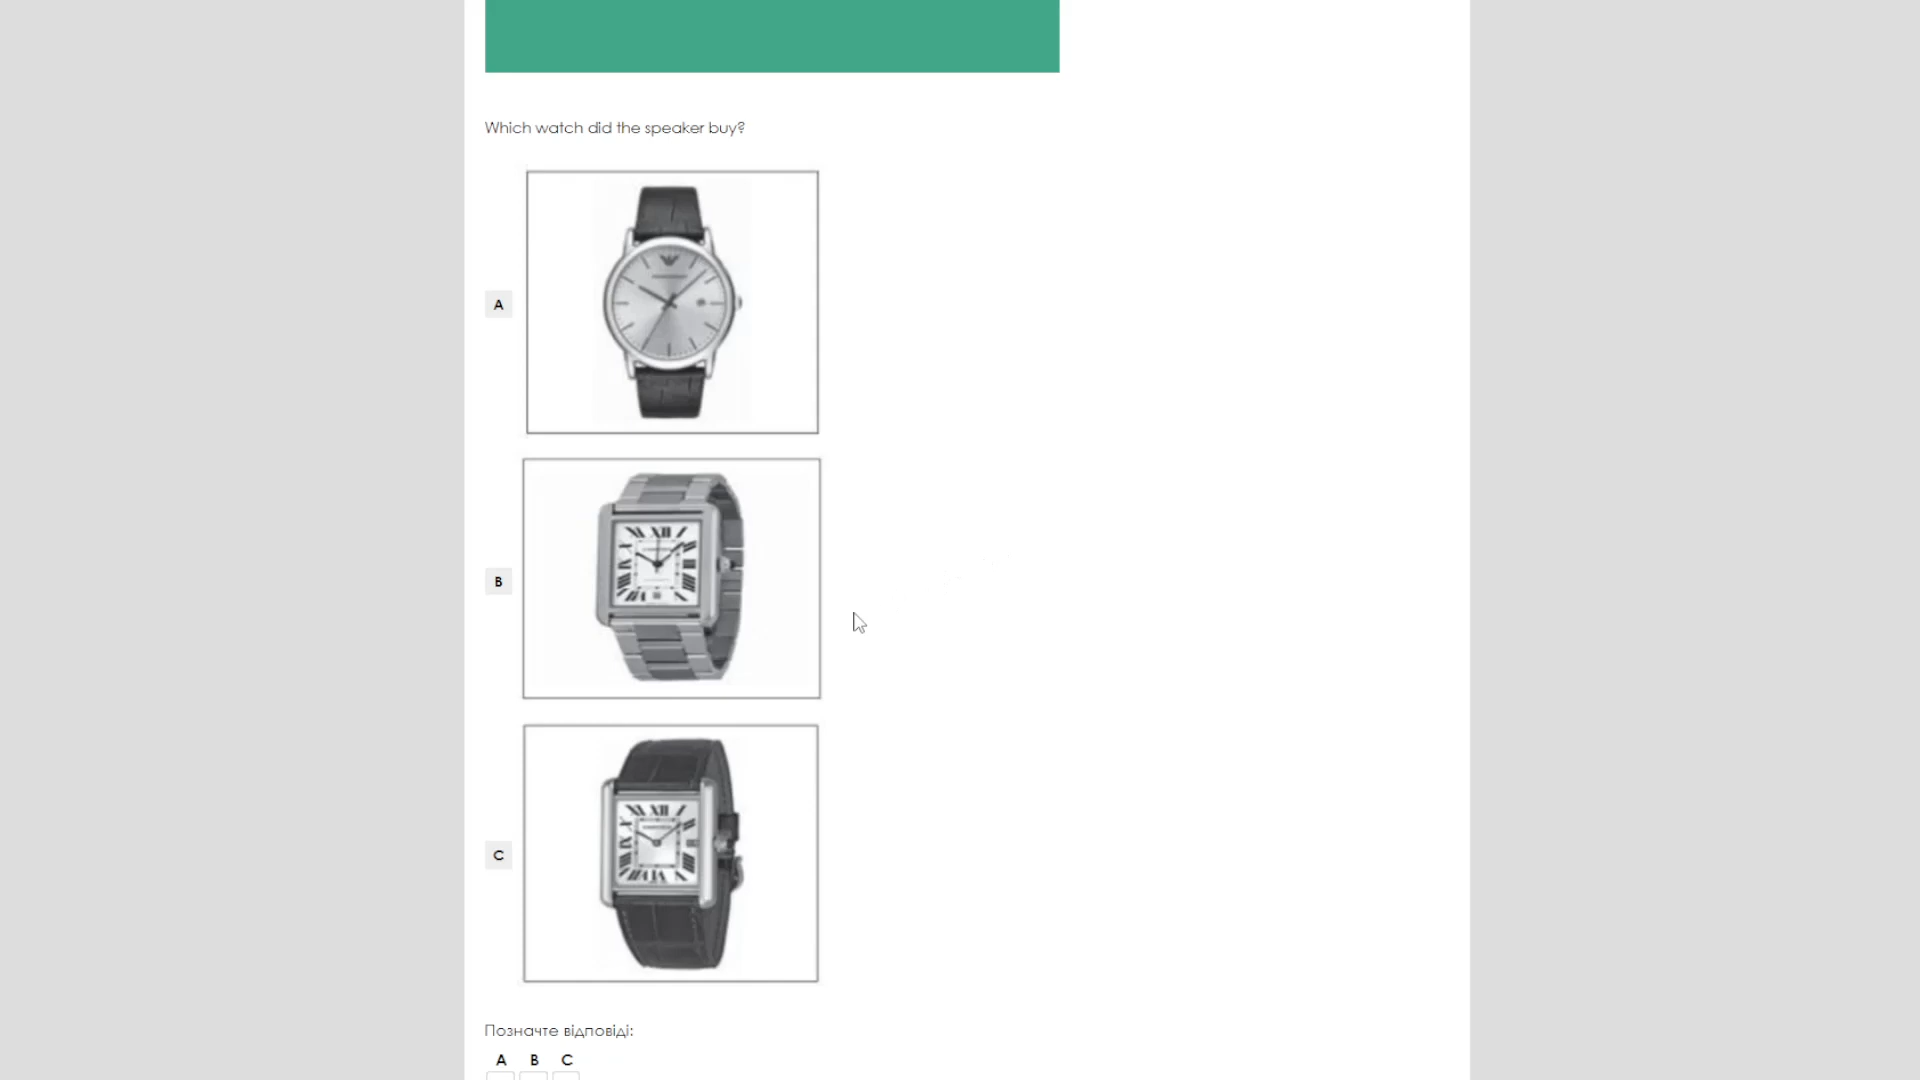 Which watch did the speaker buy?
A
B
C
Позначте відповіді:
A B C